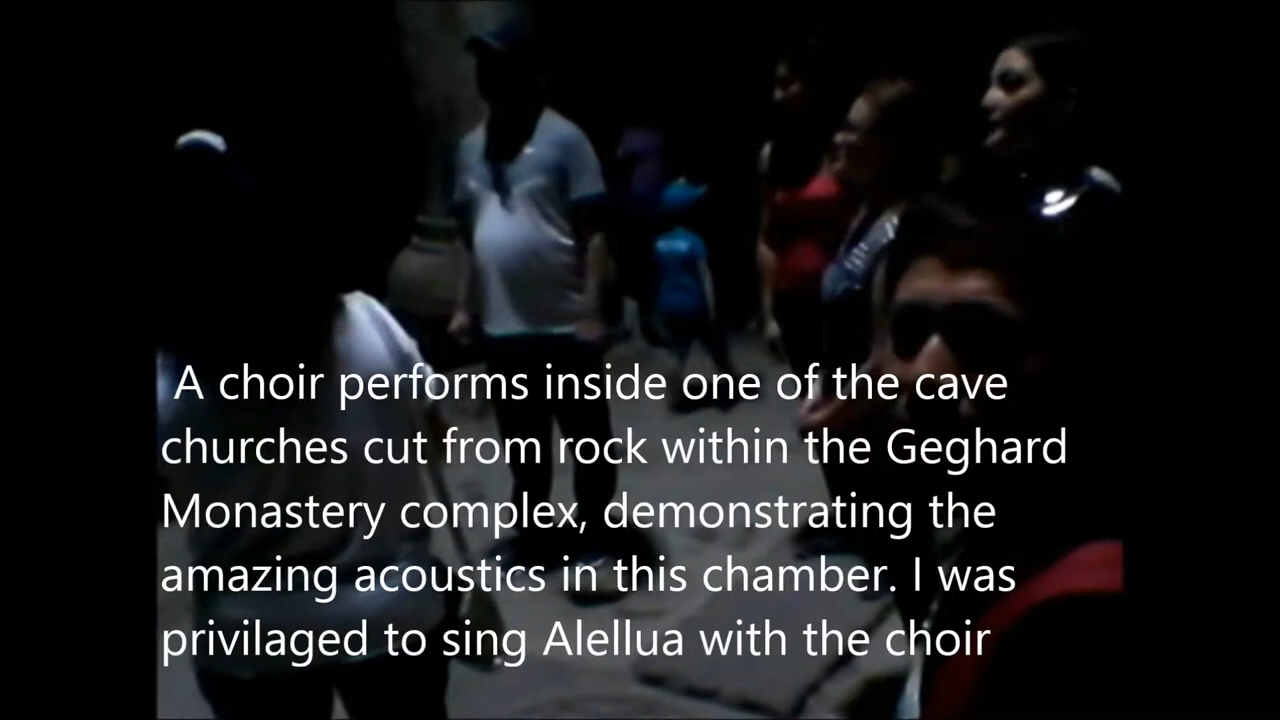 A choir performs inside one of the cave
churches cut from rock within the Geghard
Monastery complex, demonstrating the
amazing acoustics in this chamber. I was
privilaged to sing Alellua with the choir